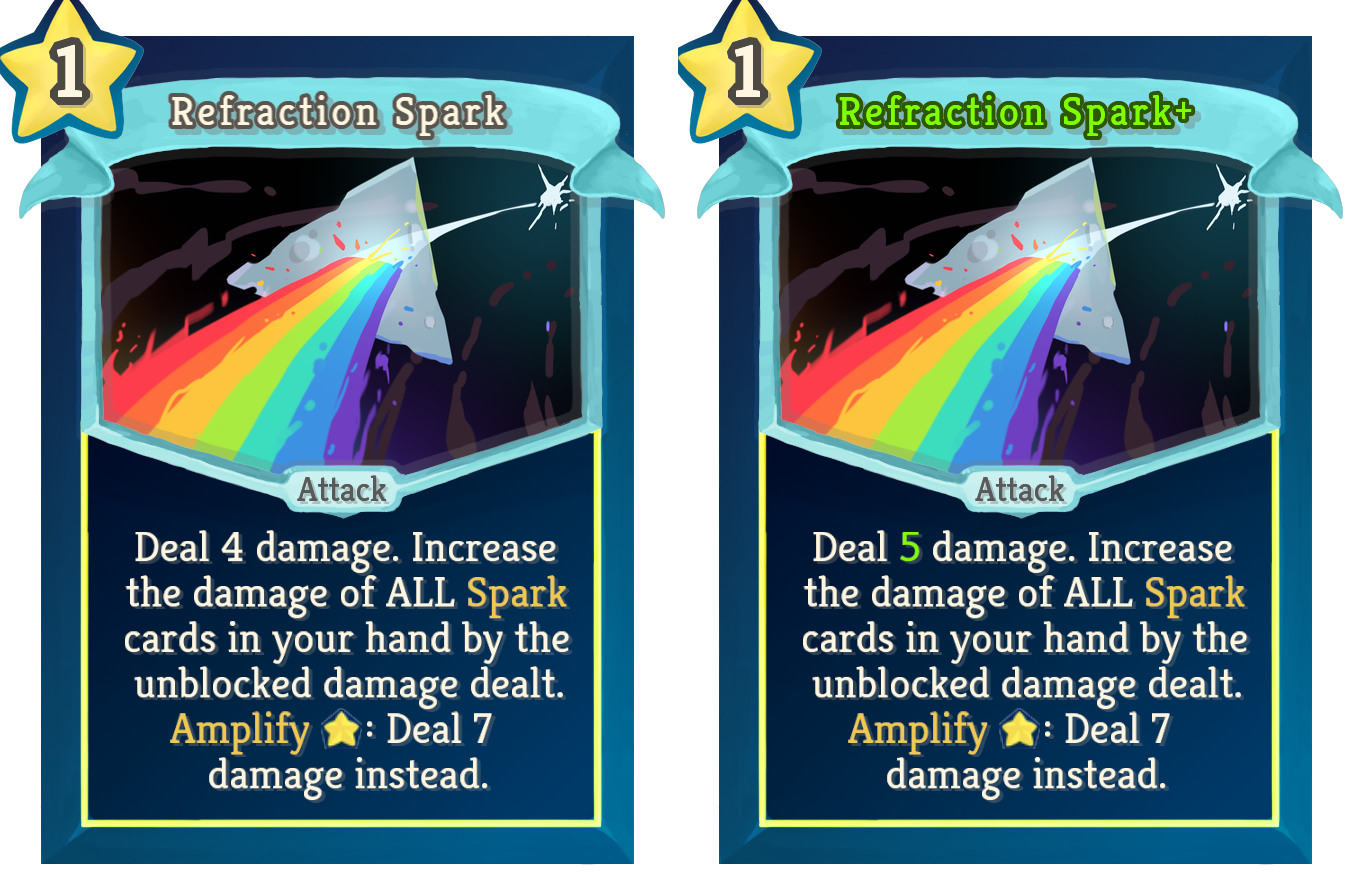 1
Refraction Spark
Attack
Deal 4 damage. Increase
the damage of ALL Spark
cards in your hand by the
unblocked damage dealt.
Amplify : Deal 7
damage instead.
1
Refraction Spark+
Attack
Deal 5 damage. Increase
the damage of ALL Spark
cards in your hand by the
unblocked damage dealt.
Amplify : Deal 7
damage instead.